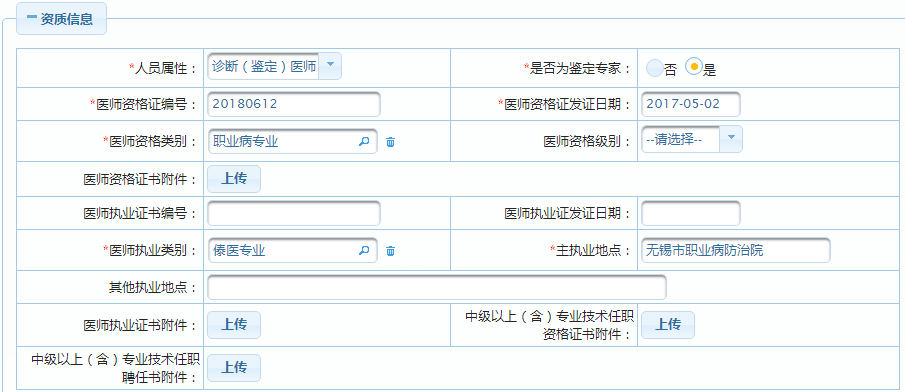 资质信息
*人员属性： 诊断（鉴定）医师 *是否为鉴定专家： 否 是
*医师资格证编号： 20180612 *医师资格证发证日期： 2017-05-02
*医师资格类别： 职业病专业 医师资格级别： --请选择--
医师资格证书附件： 上传
医师执业证书编号： 医师执业证发证日期：
*医师执业类别： 傣医专业 *主执业地点： 无锡市职业病防治院
其他执业地点：
医师执业证书附件： 上传 中级以上（含）专业技术任职
资格证书附件： 上传
中级以上（含）专业技术任职
聘任书附件： 上传